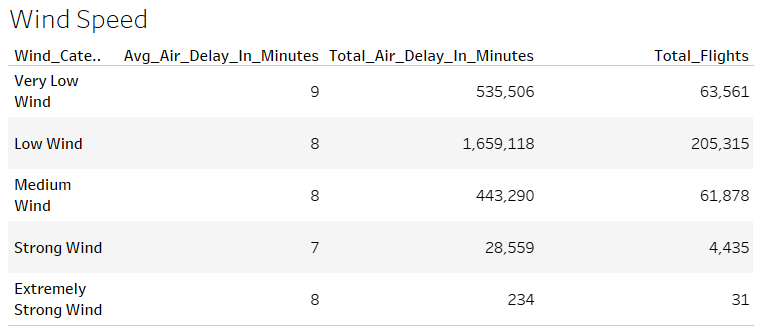 Wind Speed
Wind_Cate.. Avg_Air_Delay_In_Minutes Total_Air_Delay_In_Minutes Total_Flights
Very Low
Wind 9 535,506 63,561
Low Wind 8 1,659,118 205,315
Medium
Wind 8 443,290 61,878
Strong Wind 7 28,559 4,435
Extremely
Strong Wind 8 234 31